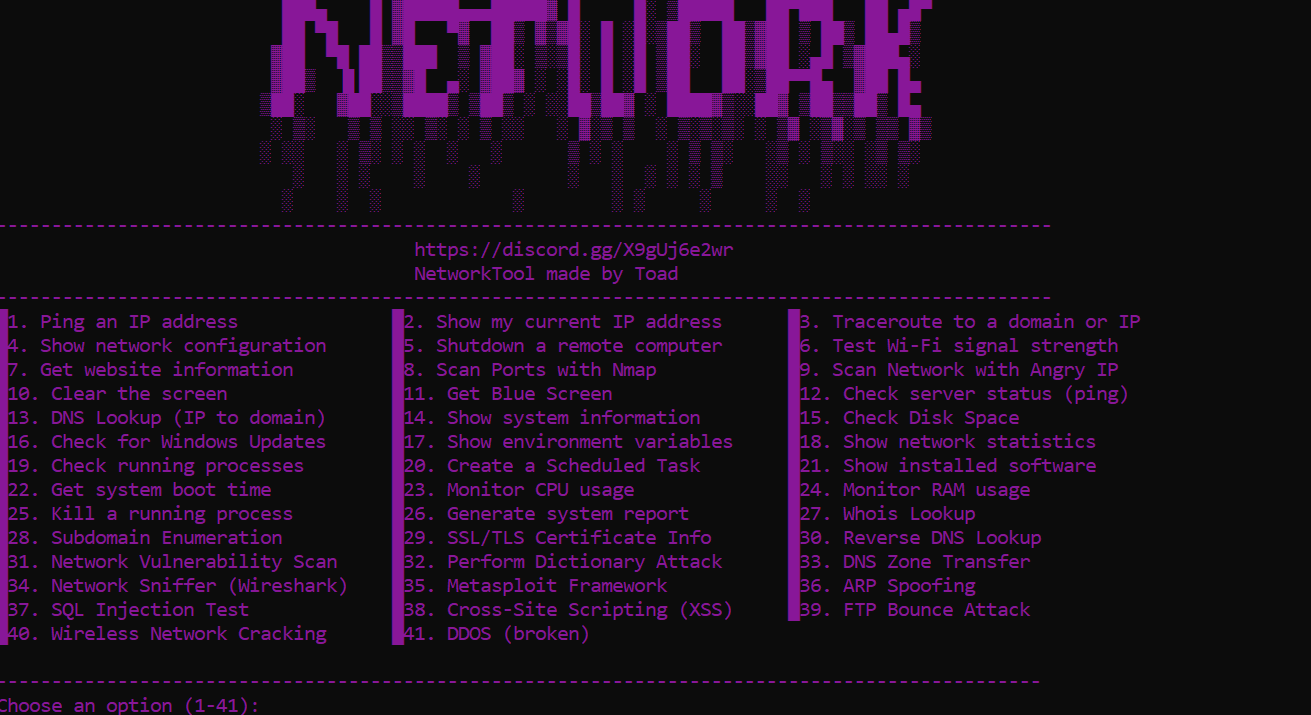 NETWORK
https://discord.gg/X9gUj6e2wr
NetworkTool made by Toad
1. Ping an IP address 2. Show my current IP address 3. Traceroute to a domain or IP
4. Show network configuration 5. Shutdown a remote computer 6. Test Wi-Fi signal strength
7. Get website information 8. Scan Ports with Nmap 9. Scan Network with Angry IP
10. Clear the screen 11. Get Blue Screen 12. Check server status (ping)
13. DNS Lookup (IP to domain) 14. Show system information 15. Check Disk Space
16. Check for Windows Updates 17. Show environment variables 18. Show network statistics
19. Check running processes 20. Create a Scheduled Task 21. Show installed software
22. Get system boot time 23. Monitor CPU usage 24. Monitor RAM usage
25. Kill a running process 26. Generate system report 27. Whois Lookup
28. Subdomain Enumeration 29. SSL/TLS Certificate Info 30. Reverse DNS Lookup
31. Network Vulnerability Scan 32. Perform Dictionary Attack 33. DNS Zone Transfer
34. Network Sniffer (Wireshark) 35. Metasploit Framework 36. ARP Spoofing
37. SQL Injection Test 38. Cross-Site Scripting (XSS) 39. FTP Bounce Attack
40. Wireless Network Cracking 41. DDOS (broken)
Choose an option (1-41):